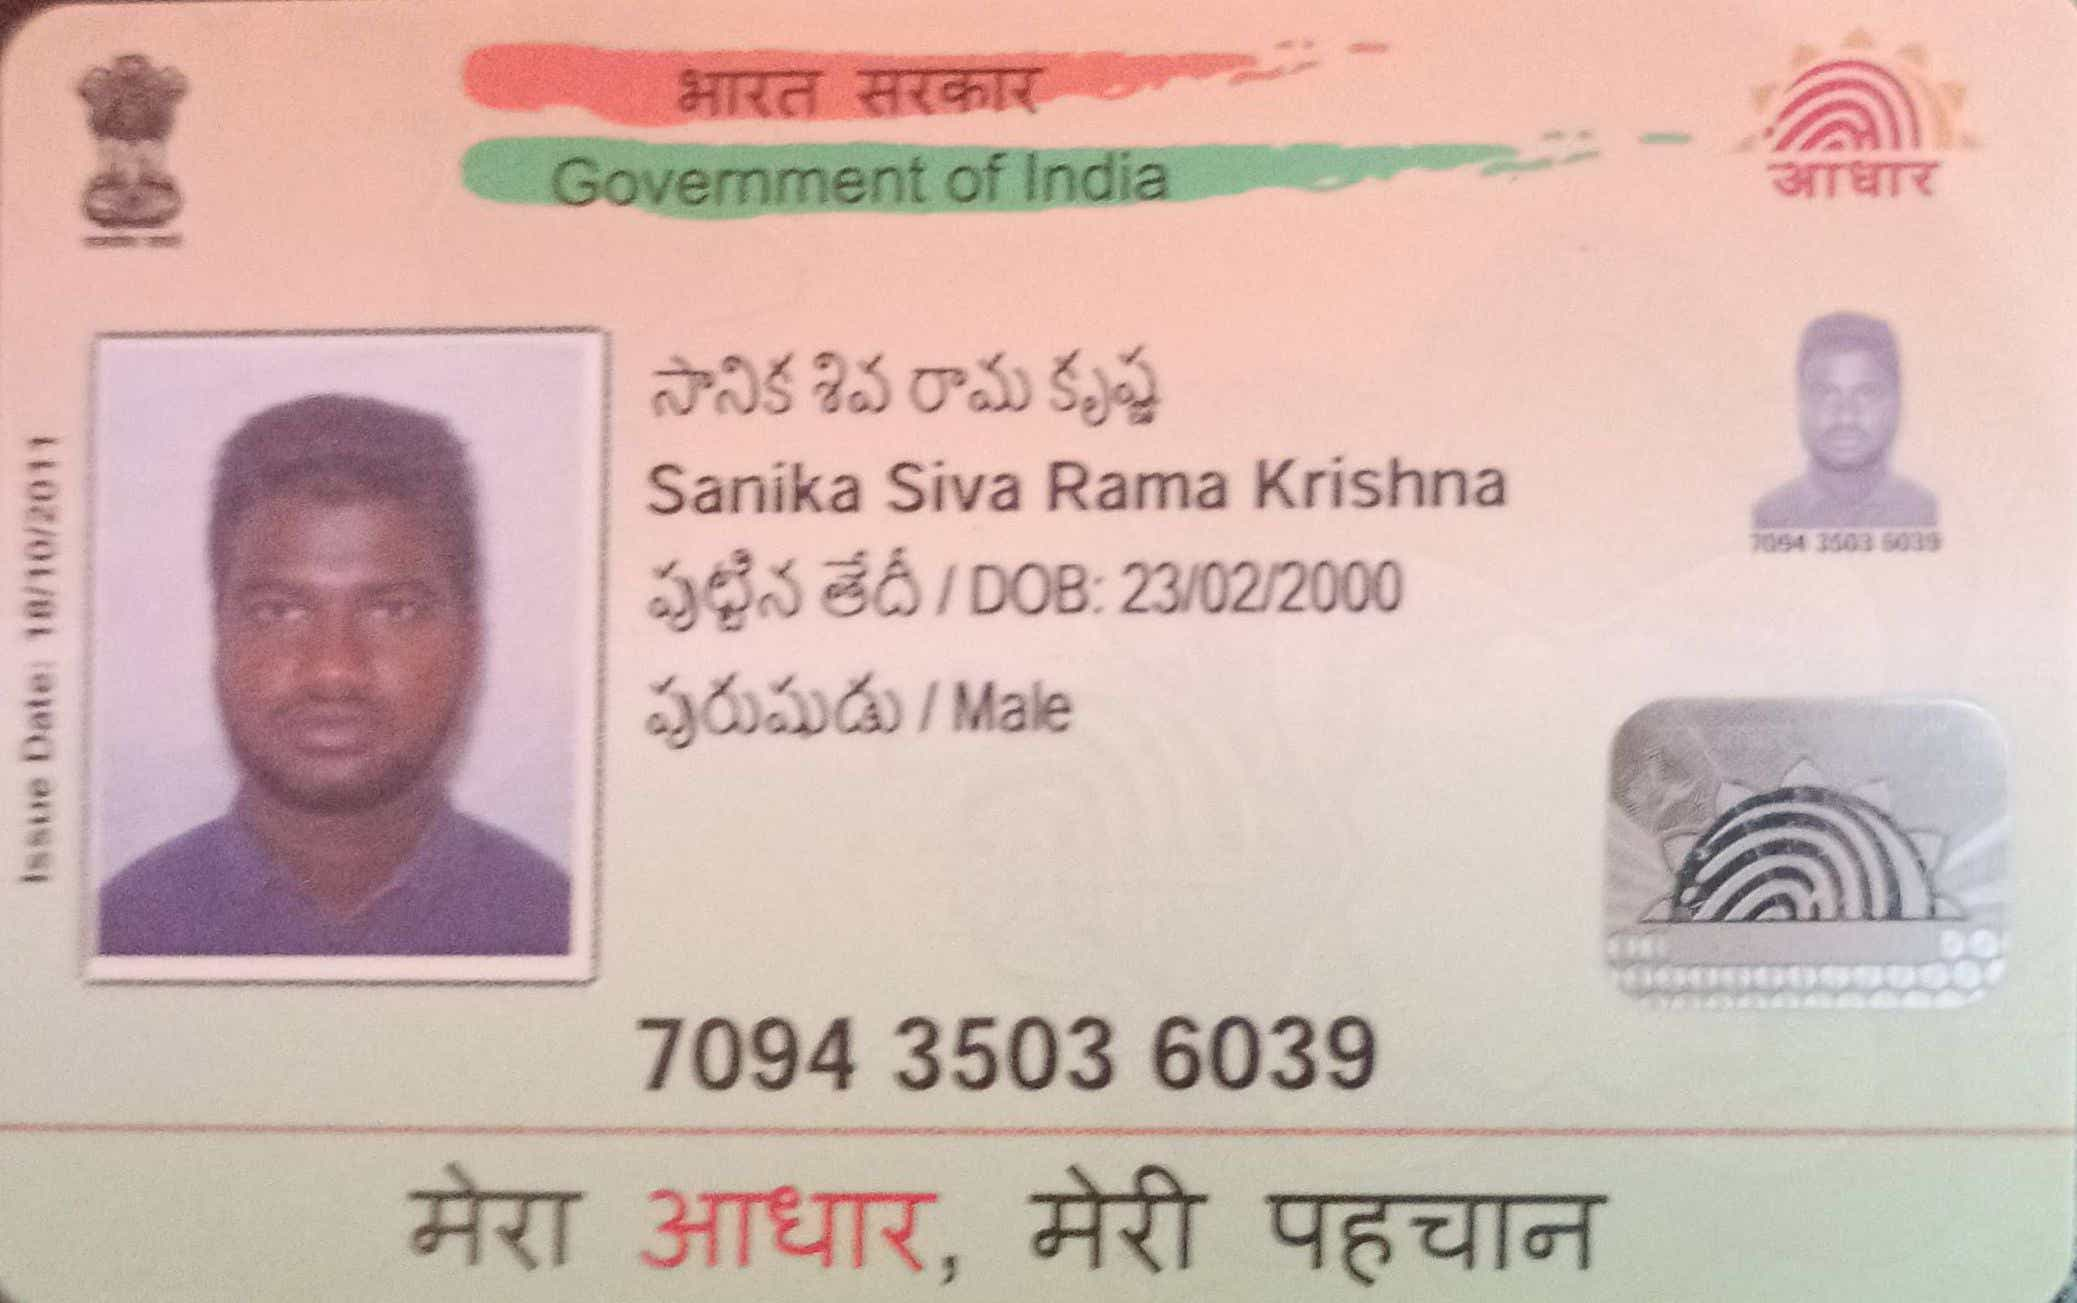 भारत सरकार
Government of India
आधार
Issue Date: 18/10/2011
సానిక శివ రామ కృష్ణ
Sanika Siva Rama Krishna
పుట్టిన తేదీ / DOB: 23/02/2000
పురుషుడు / Male
7094 3503 6039
7094 3503 6039
मेरा आधार, मेरी पहचान